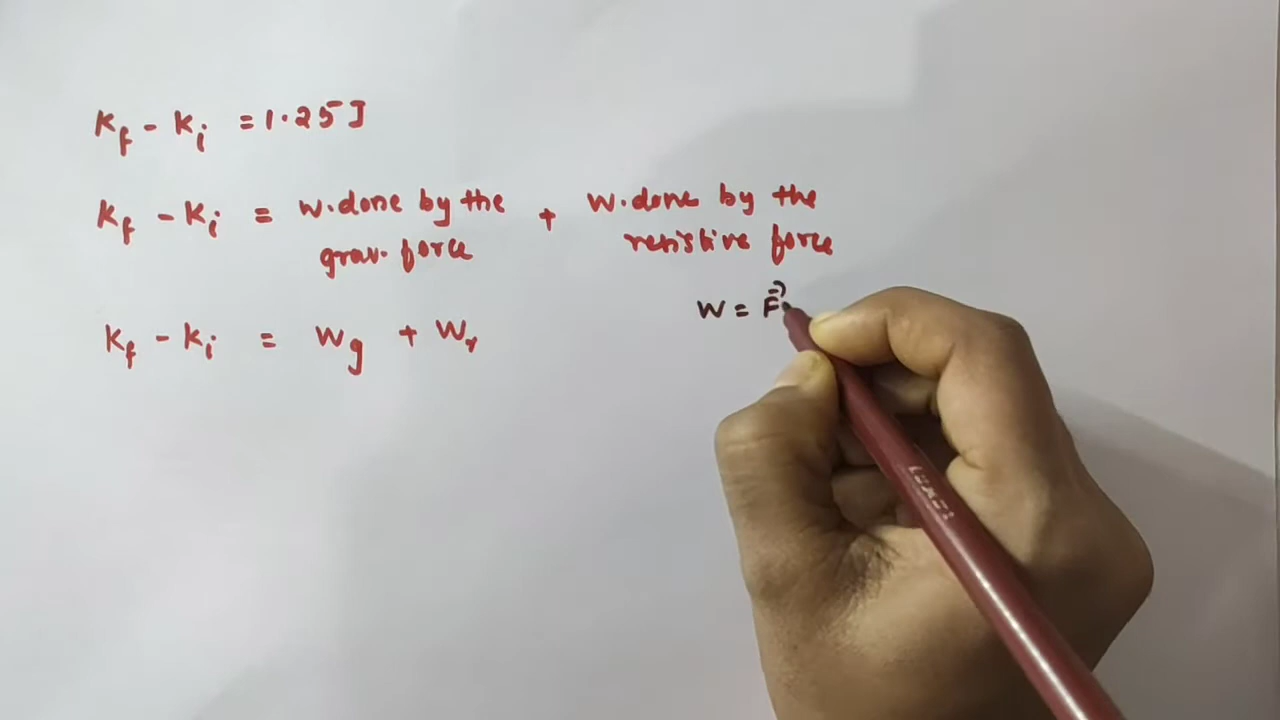 Kf - Ki = 1.25J
Kf - Ki = W.done by the grav. force + W.done by the resistive force
W = F⃗
Kf - Ki = Wg + Wr